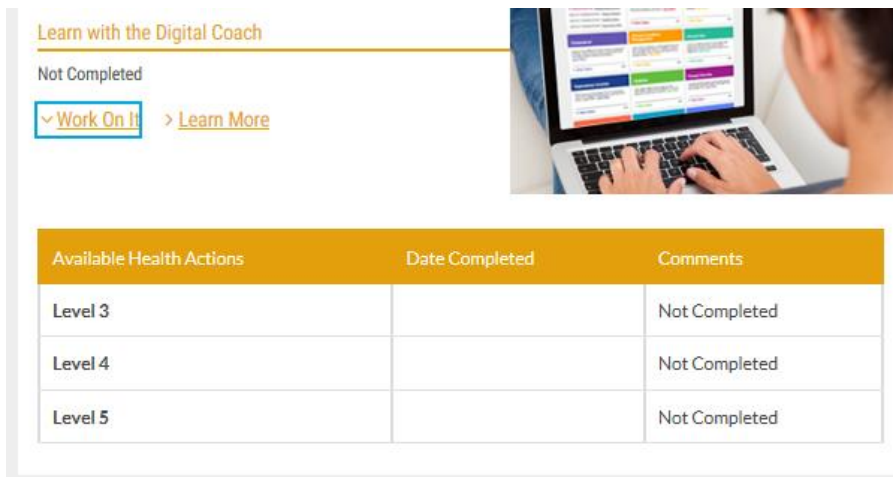 Learn with the Digital Coach
Not Completed
Work On It > Learn More
Available Health Actions Date Completed Comments
Level 3 Not Completed
Level 4 Not Completed
Level 5 Not Completed